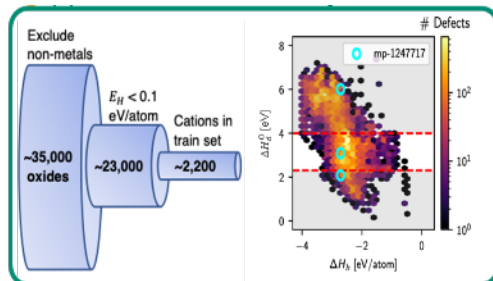 Exclude
non-metals
E_H < 0.1
eV/atom
Cations in
train set
~35,000
oxides
~23,000
~2,200
# Defects
mp-1247717
8
6
4
2
0
ΔH_d^O [eV]
−4
−2
0
ΔH_h [eV/atom]
10^2
10^1
10^0